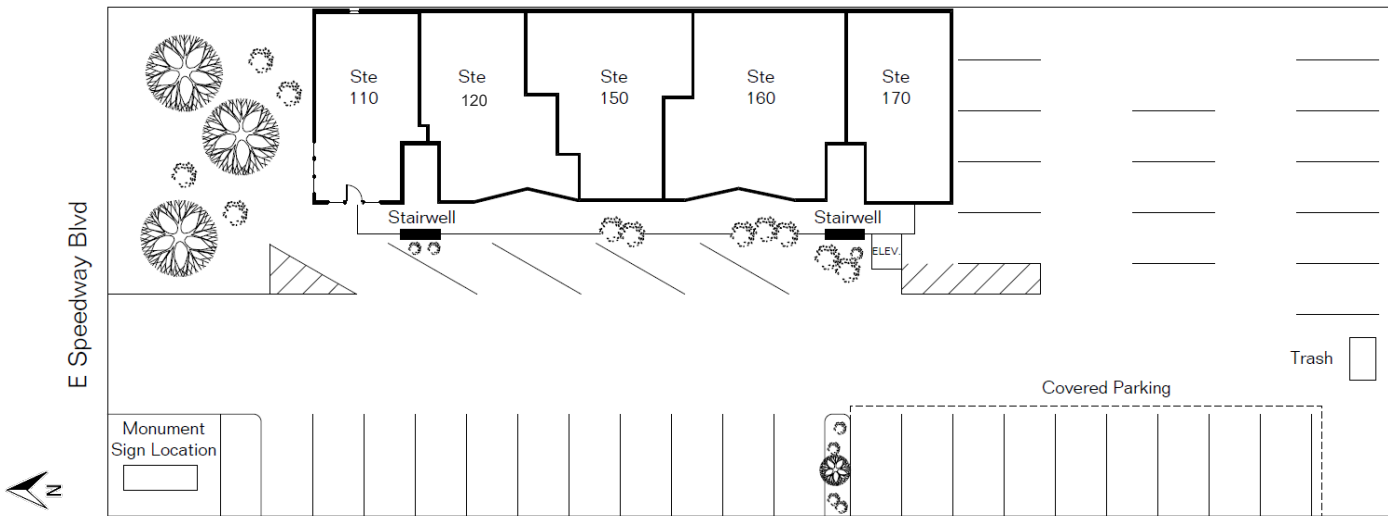 Ste
110
Ste
120
Ste
150
Ste
160
Ste
170
Stairwell
Stairwell
ELEV.
E Speedway Blvd
Trash
Covered Parking
Monument
Sign Location
N